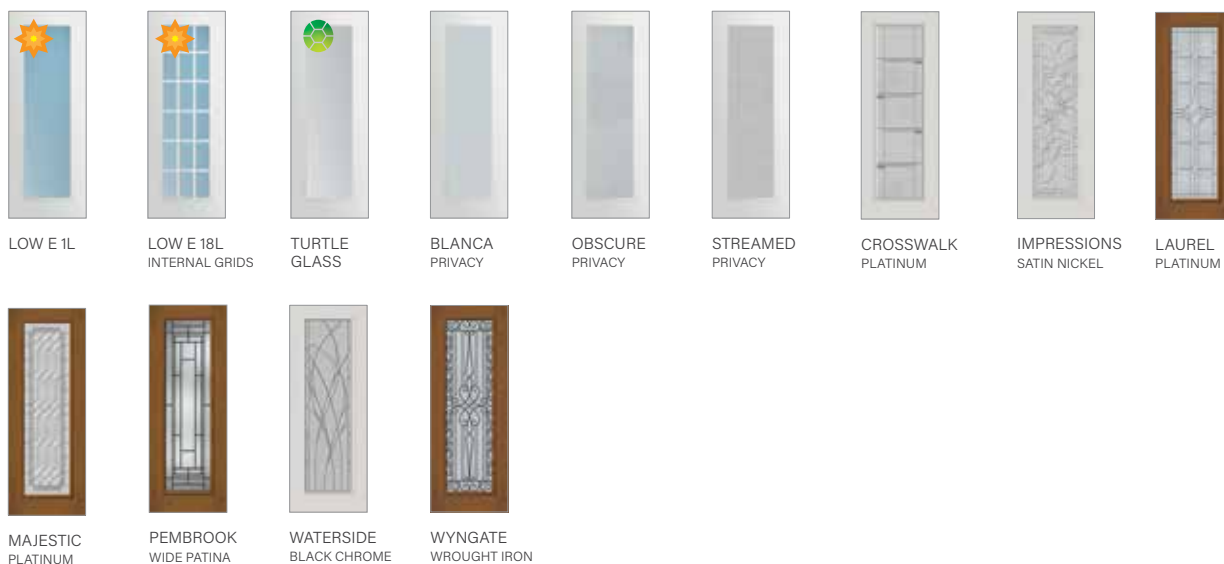 LOW E 1L
LOW E 18L
INTERNAL GRIDS
TURTLE
GLASS
BLANCA
PRIVACY
OBSCURE
PRIVACY
STREAMED
PRIVACY
CROSSWALK
PLATINUM
IMPRESSIONS
SATIN NICKEL
LAUREL
PLATINUM
MAJESTIC
PLATINUM
PEMBROOK
WIDE PATINA
WATERSIDE
BLACK CHROME
WYNGATE
WROUGHT IRON